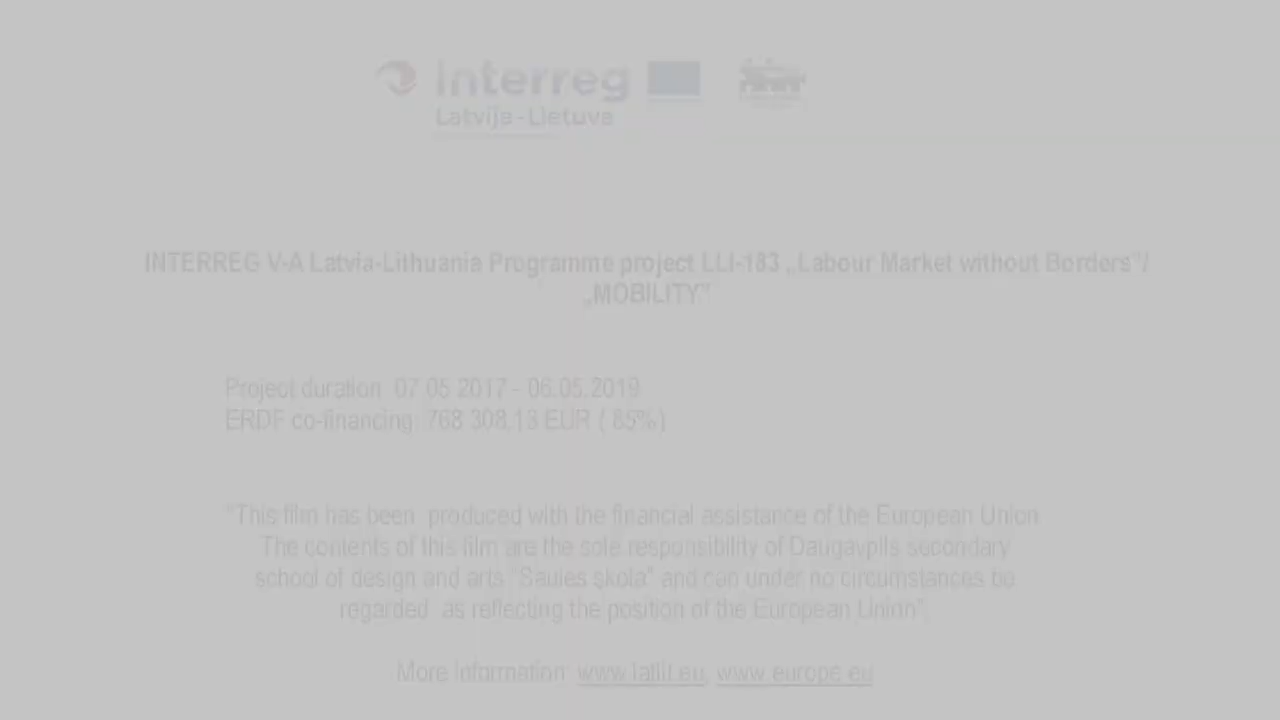 Interreg
Latvija-Lietuva
INTERREG V-A Latvia-Lithuania Programme project LLI-183 „Labour Market without Borders”/
„MOBILITY”
Project duration 07.05.2017 - 06.05.2019
ERDF co-financing: 768 308,13 EUR ( 85%)
"This film has been produced with the financial assistance of the European Union
The contents of this film are the sole responsibility of Daugavpils secondary
school of design and arts "Saules skola" and can under no circumstances be
regarded as reflecting the position of the European Union".
More Information: www.latlit.eu, www.europe.eu